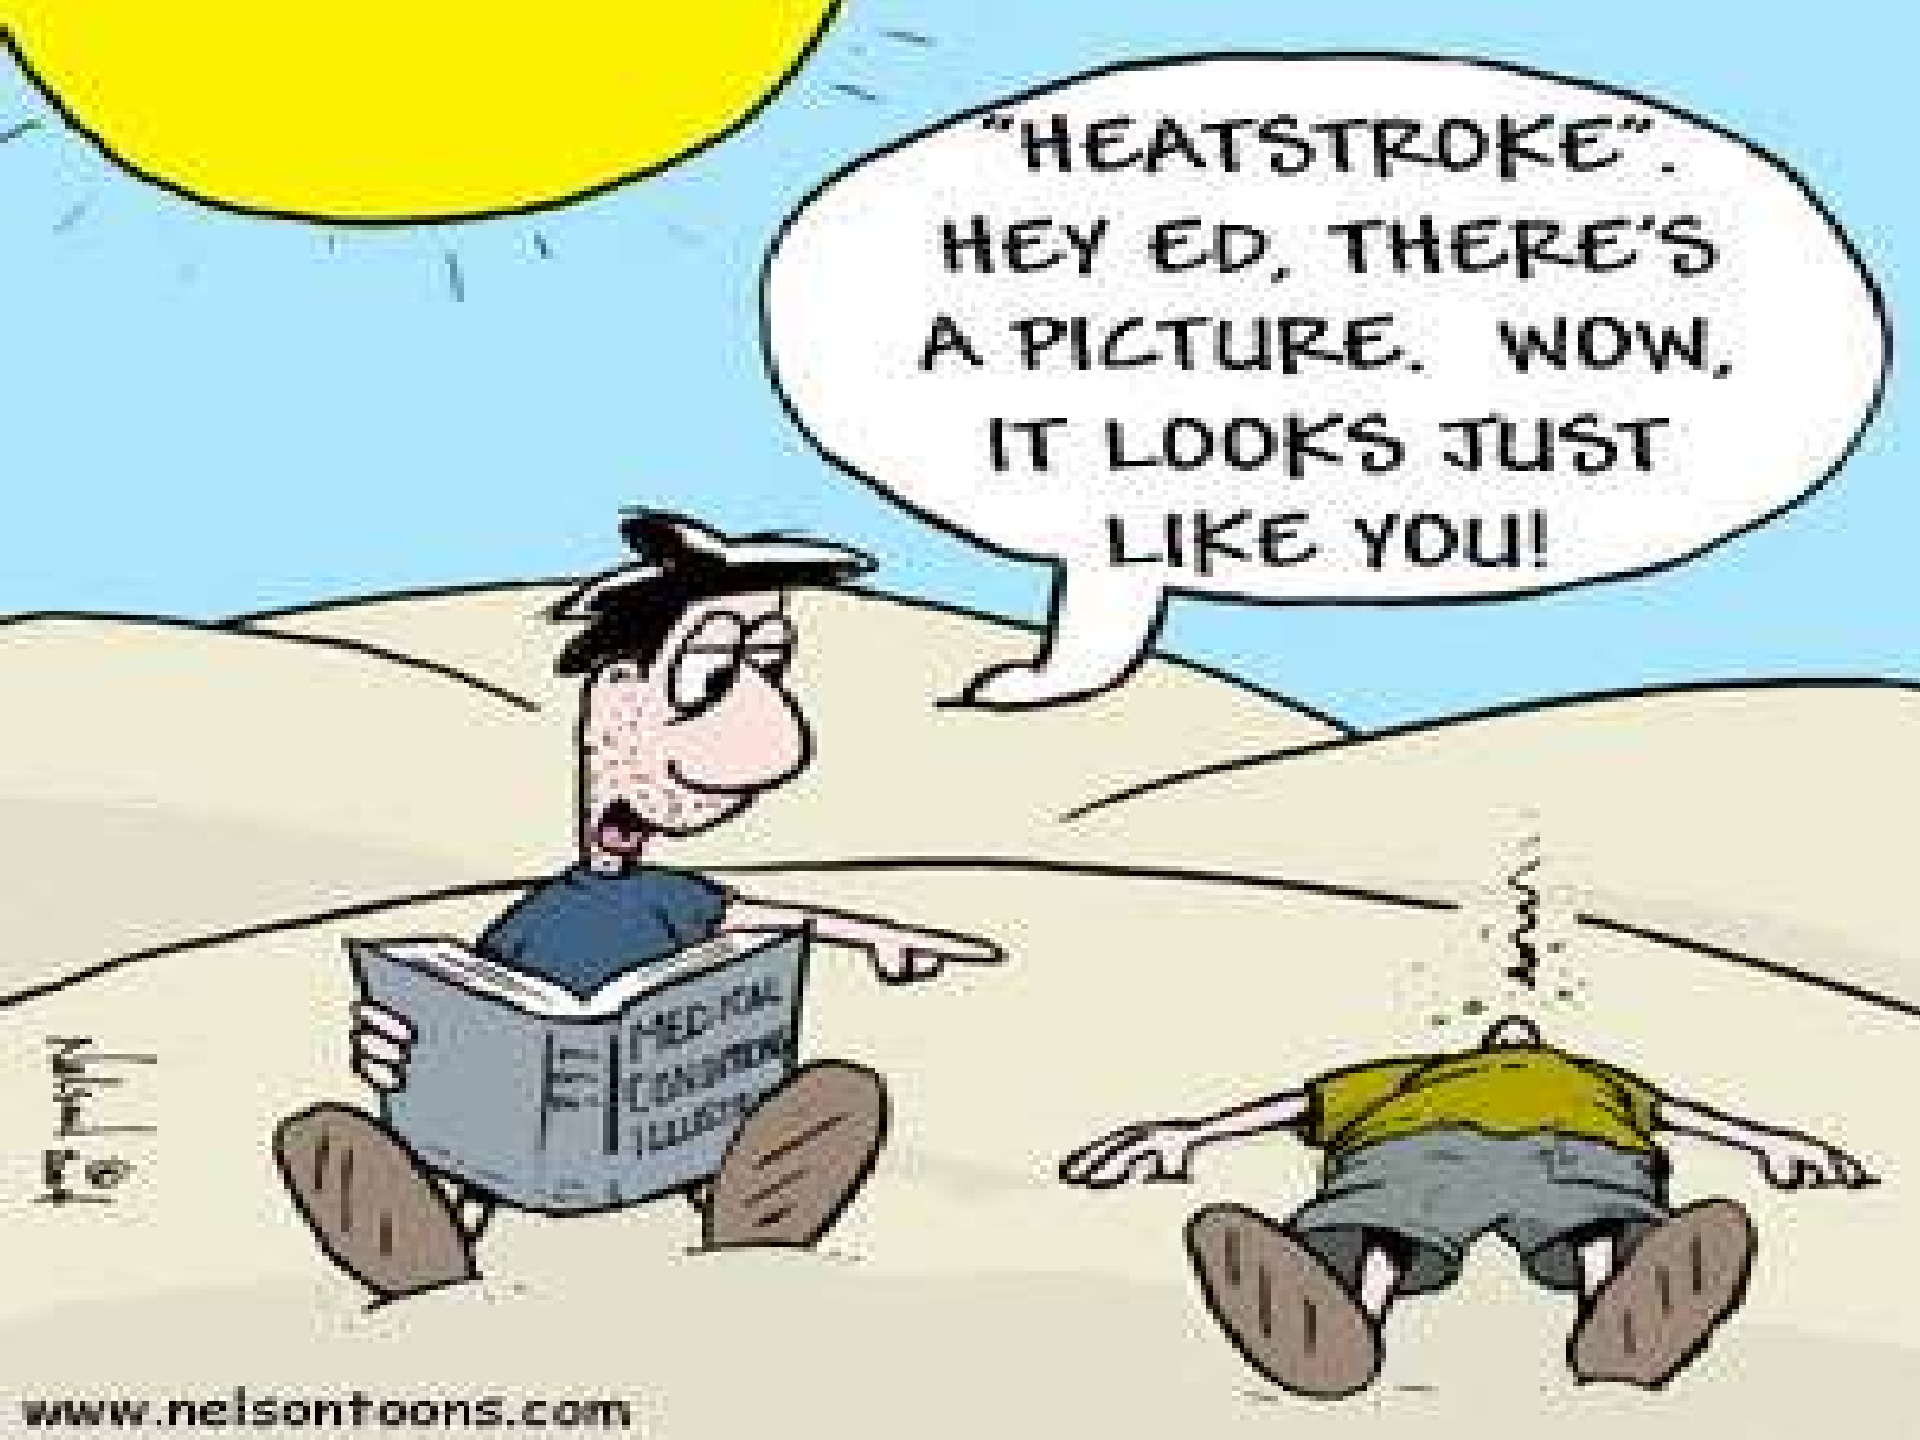 "HEATSTROKE".
HEY ED, THERE'S
A PICTURE. WOW,
IT LOOKS JUST
LIKE YOU!
MEDICAL
CONDITIONS
www.nelsontoons.com